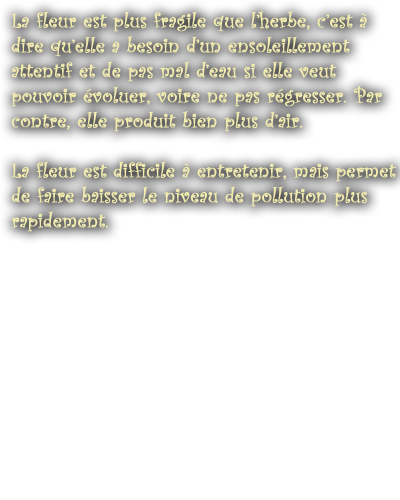 La fleur est plus fragile que l'herbe, c'est à
dire qu'elle a besoin d'un ensoleillement
attentif et de pas mal d'eau si elle veut
pouvoir évoluer, voire ne pas régresser. Par
contre, elle produit bien plus d'air.
La fleur est difficile à entretenir, mais permet
de faire baisser le niveau de pollution plus
rapidement.